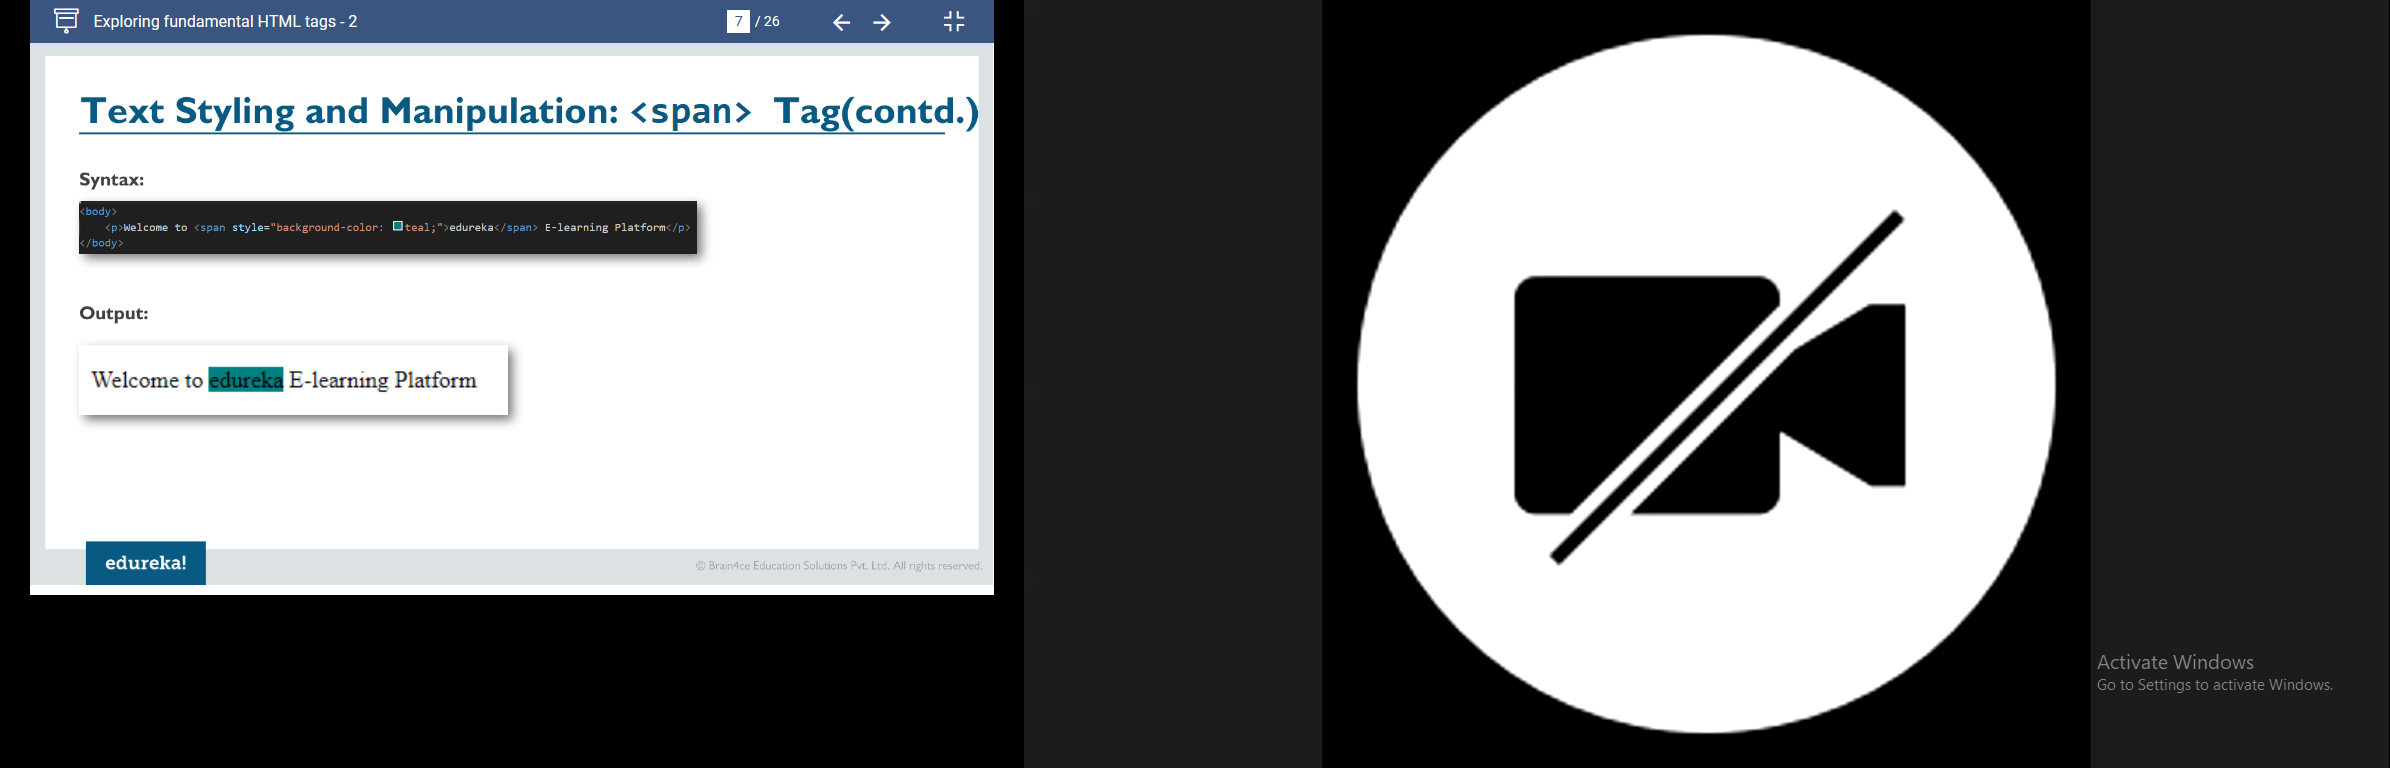 Exploring fundamental HTML tags - 2
7 / 26
Text Styling and Manipulation: <span> Tag(contd.)
Syntax:
<body>
<p>Welcome to <span style="background-color: teal;">edureka</span> E-learning Platform</p>
</body>
Output:
Welcome to edureka E-learning Platform
edureka!
© Brain4ce Education Solutions Pvt. Ltd. All rights reserved.
Activate Windows
Go to Settings to activate Windows.